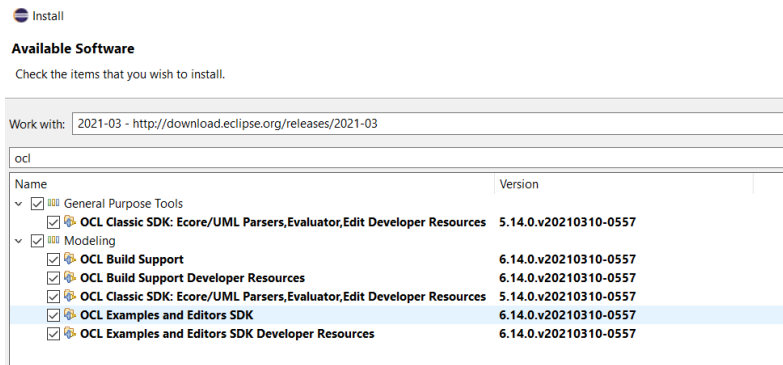 Install
Available Software
Check the items that you wish to install.
Work with: 2021-03 - http://download.eclipse.org/releases/2021-03
ocl
Name Version
General Purpose Tools
OCL Classic SDK: Ecore/UML Parsers,Evaluator,Edit Developer Resources 5.14.0.v20210310-0557
Modeling
OCL Build Support 6.14.0.v20210310-0557
OCL Build Support Developer Resources 6.14.0.v20210310-0557
OCL Classic SDK: Ecore/UML Parsers,Evaluator,Edit Developer Resources 5.14.0.v20210310-0557
OCL Examples and Editors SDK 6.14.0.v20210310-0557
OCL Examples and Editors SDK Developer Resources 6.14.0.v20210310-0557